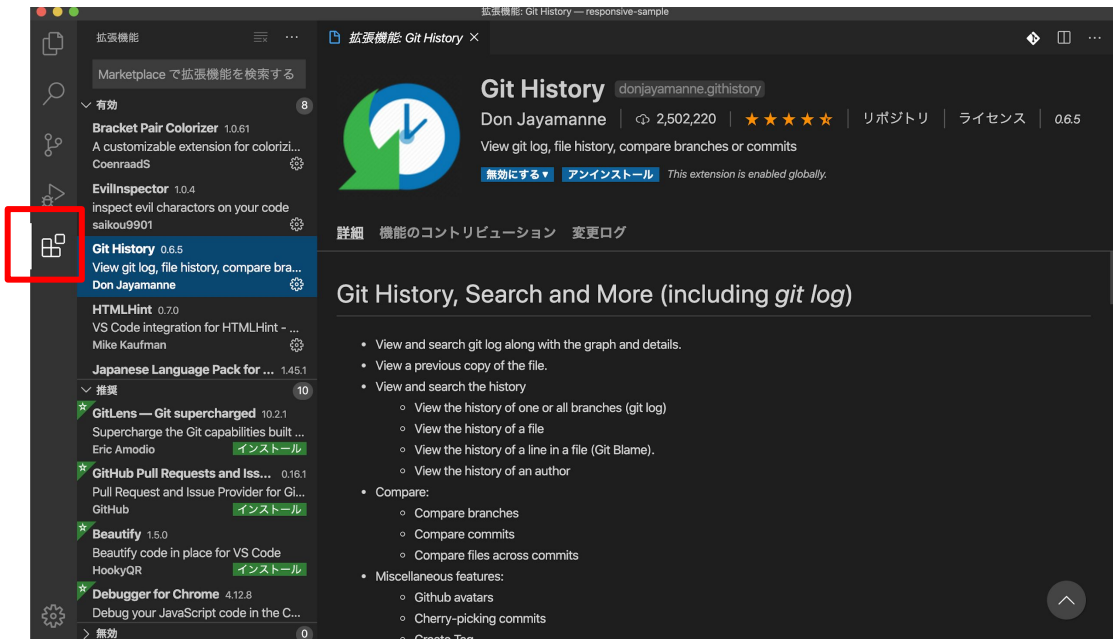 拡張機能: Git History — responsive-sample
拡張機能
Marketplace で拡張機能を検索する
有効 8
Bracket Pair Colorizer 1.0.61
A customizable extension for colorizi...
CoenraadS
EvilInspector 1.0.4
inspect evil charactors on your code
saikou9901
Git History 0.6.5
View git log, file history, compare bra...
Don Jayamanne
HTMLHint 0.7.0
VS Code integration for HTMLHint - ...
Mike Kaufman
Japanese Language Pack for ... 1.45.1
推奨 10
GitLens — Git supercharged 10.2.1
Supercharge the Git capabilities built ...
Eric Amodio インストール
GitHub Pull Requests and Iss... 0.16.1
Pull Request and Issue Provider for Gi...
GitHub インストール
Beautify 1.5.0
Beautify code in place for VS Code
HookyQR インストール
Debugger for Chrome 4.12.8
Debug your JavaScript code in the C...
無効 0
拡張機能: Git History
Git History donjayamanne.githistory
Don Jayamanne 2,502,220 リポジトリ ライセンス 0.6.5
View git log, file history, compare branches or commits
無効にする アンインストール This extension is enabled globally.
詳細 機能のコントリビューション 変更ログ
Git History, Search and More (including git log)
• View and search git log along with the graph and details.
• View a previous copy of the file.
• View and search the history
○ View the history of one or all branches (git log)
○ View the history of a file
○ View the history of a line in a file (Git Blame).
○ View the history of an author
• Compare:
○ Compare branches
○ Compare commits
○ Compare files across commits
• Miscellaneous features:
○ Github avatars
○ Cherry-picking commits
○ Create Tag